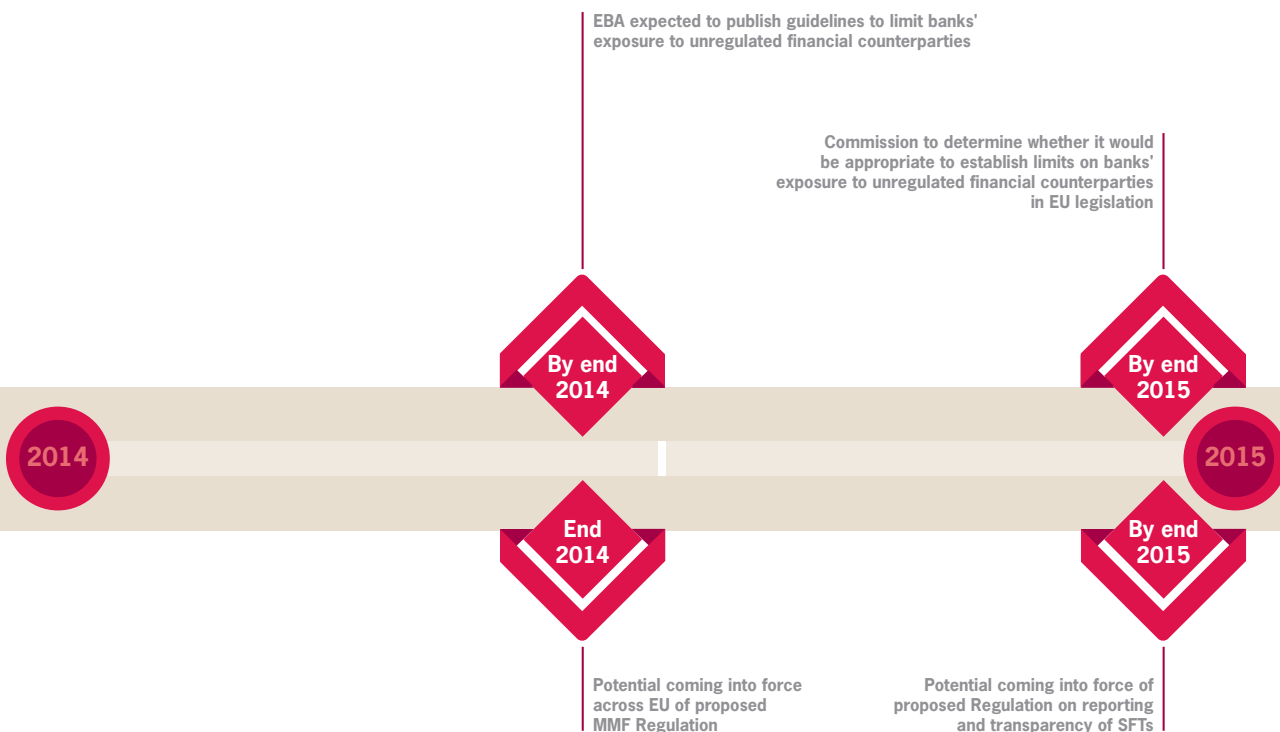 EBA expected to publish guidelines to limit banks'
exposure to unregulated financial counterparties
Commission to determine whether it would
be appropriate to establish limits on banks'
exposure to unregulated financial counterparties
in EU legislation
By end
2014
By end
2015
2014
2015
End
2014
By end
2015
Potential coming into force
across EU of proposed
MMF Regulation
Potential coming into force of
proposed Regulation on reporting
and transparency of SFTs